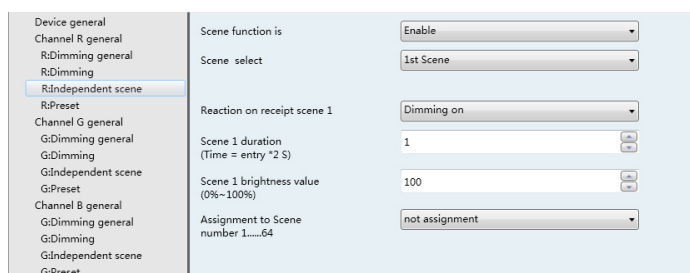 Device general
Channel R general
R:Dimming general
R:Dimming
R:Independent scene
R:Preset
Channel G general
G:Dimming general
G:Dimming
G:Independent scene
G:Preset
Channel B general
G:Dimming general
G:Dimming
G:Independent scene
G:Preset
Scene function is
Enable
Scene select
1st Scene
Reaction on receipt scene 1
Dimming on
Scene 1 duration
(Time = entry *2 S)
1
Scene 1 brightness value
(0%~100%)
100
Assignment to Scene
number 1......64
not assignment